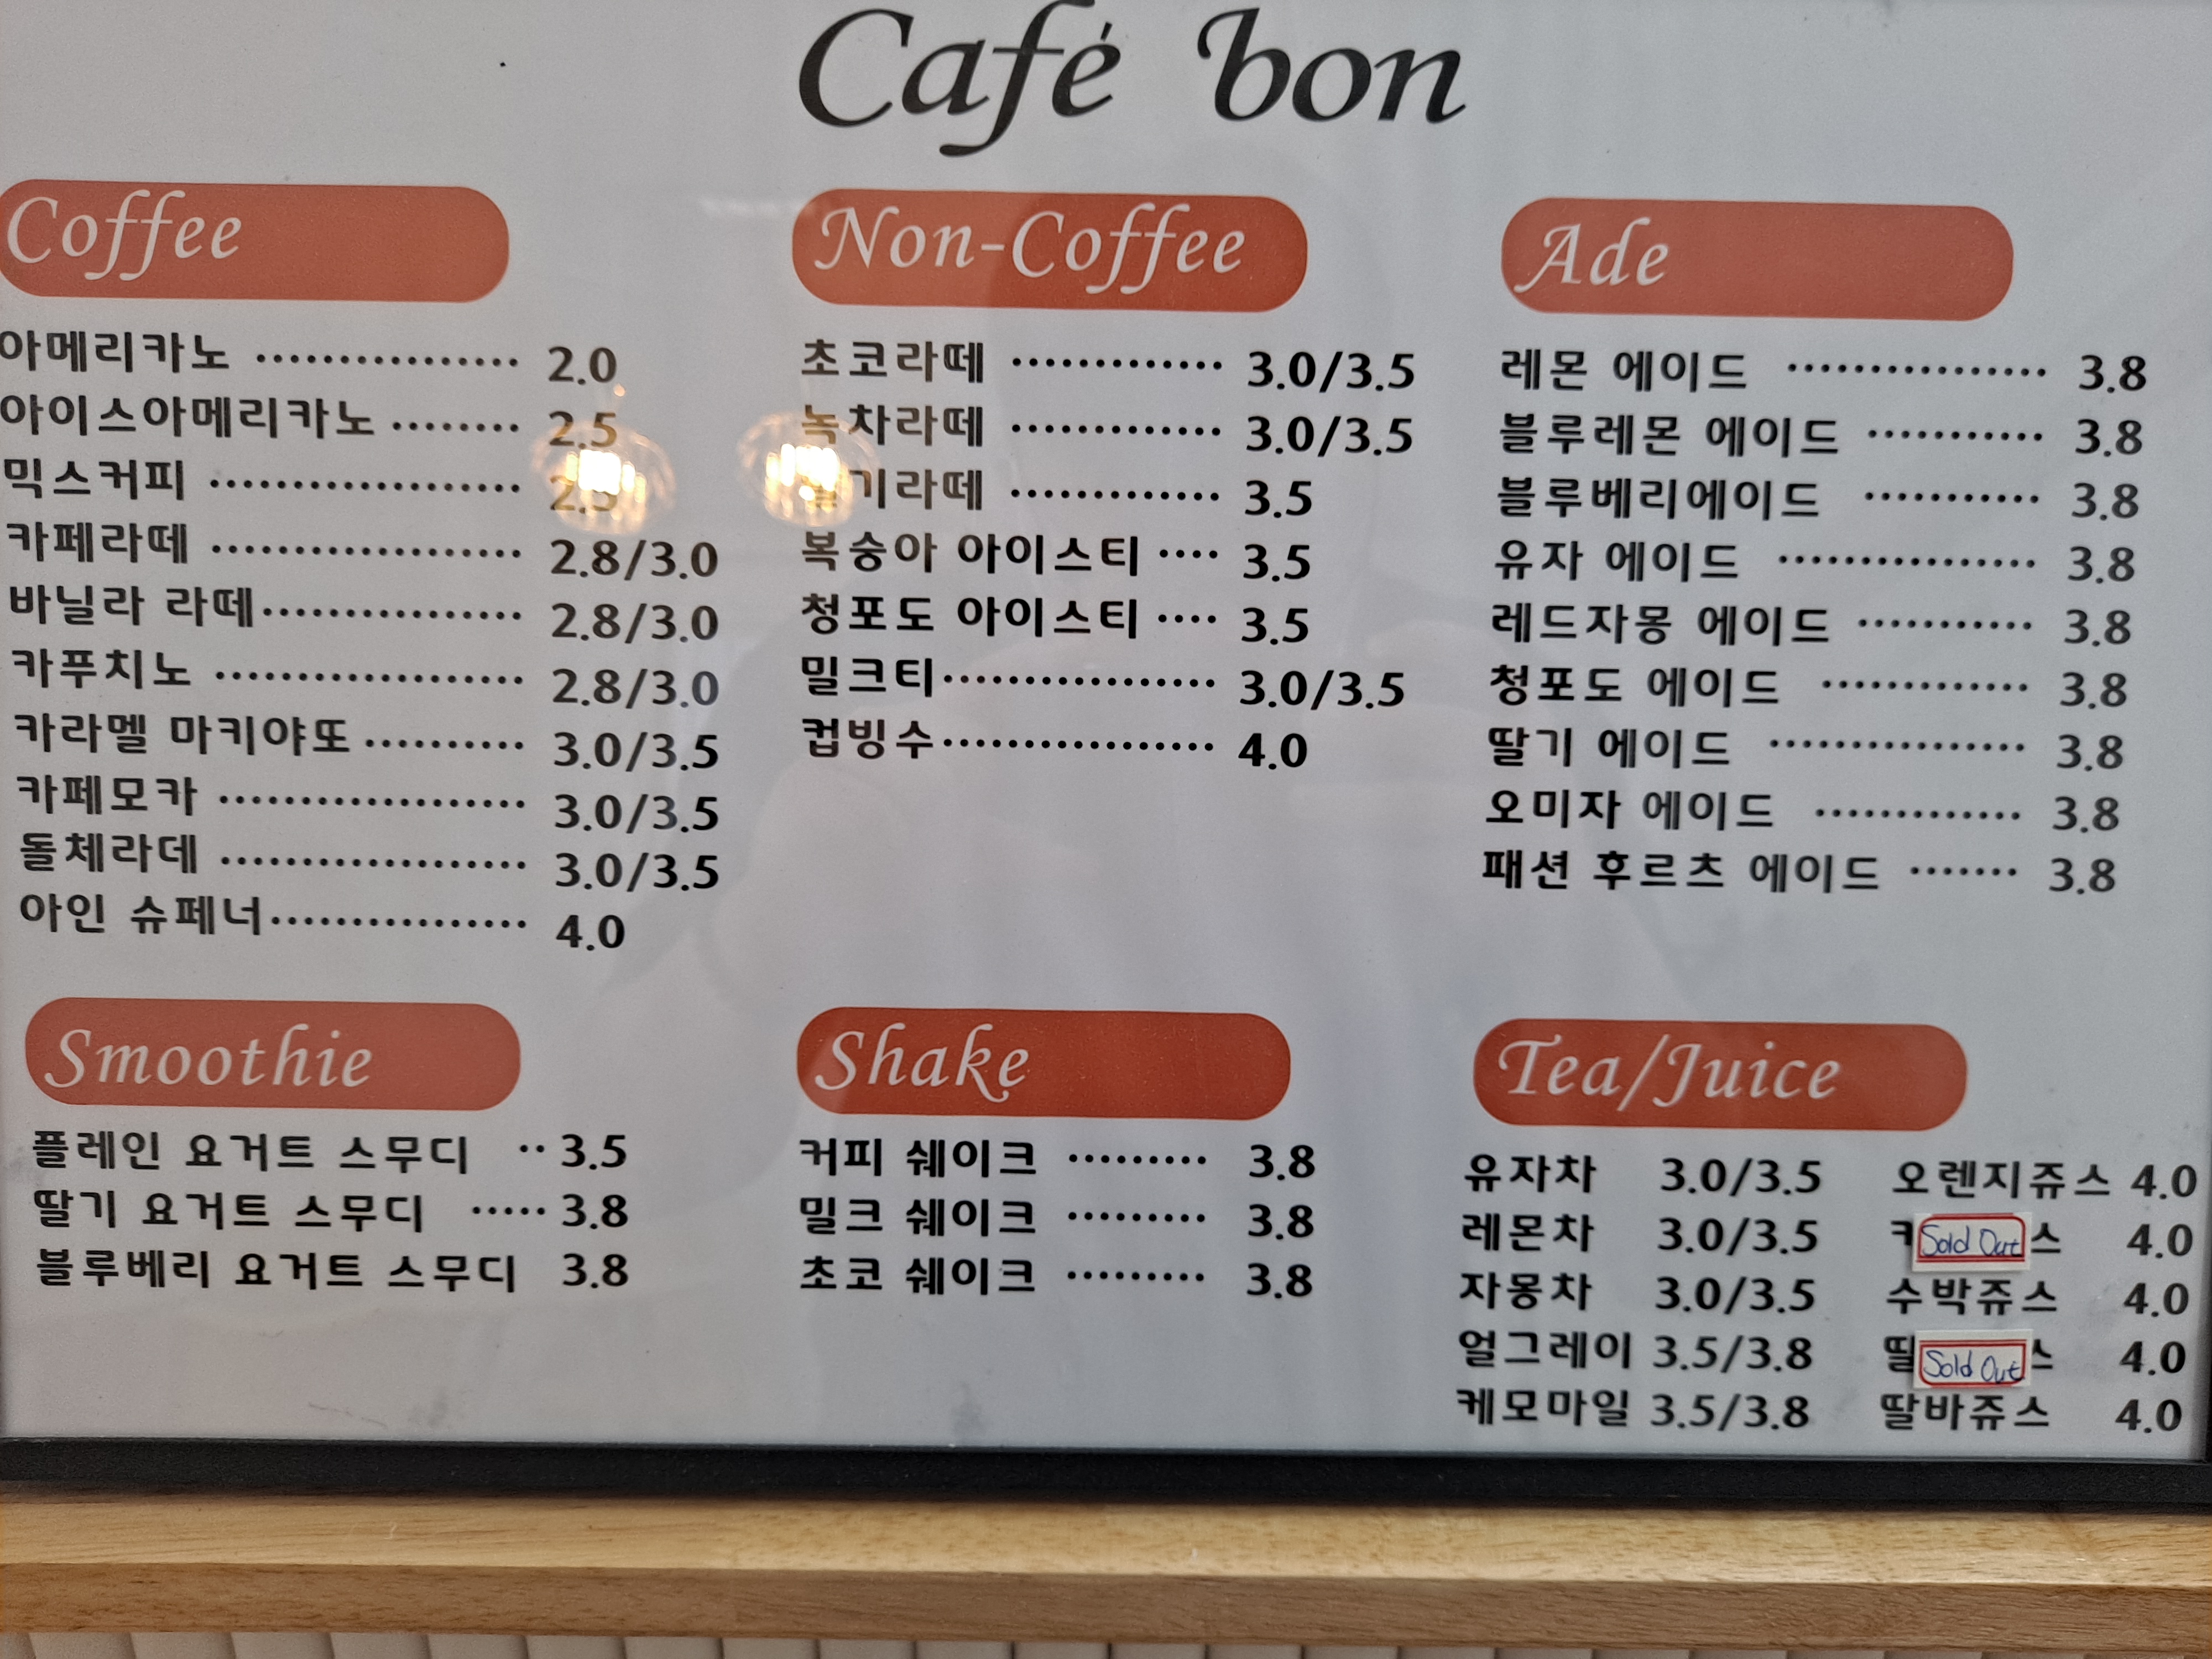 Café bon
Coffee
아메리카노 ················ 2.0
아이스아메리카노 ········ 2.5
믹스커피 ··················· 2.5
카페라떼 ··················· 2.8/3.0
바닐라 라떼················ 2.8/3.0
카푸치노 ··················· 2.8/3.0
카라멜 마키야또 ·········· 3.0/3.5
카페모카 ··················· 3.0/3.5
돌체라데 ··················· 3.0/3.5
아인 슈페너················ 4.0
Non-Coffee
초코라떼 ············· 3.0/3.5
녹차라떼 ············· 3.0/3.5
············· 3.5
복숭아 아이스티 ···· 3.5
청포도 아이스티 ···· 3.5
밀크티················· 3.0/3.5
컵빙수················· 4.0
Ade
레몬 에이드 ················ 3.8
블루레몬 에이드 ··········· 3.8
블루베리에이드 ··········· 3.8
유자 에이드 ················ 3.8
레드자몽 에이드 ··········· 3.8
청포도 에이드 ············· 3.8
딸기 에이드 ················ 3.8
오미자 에이드 ············· 3.8
패션 후르츠 에이드 ······· 3.8
Smoothie
플레인 요거트 스무디 ·· 3.5
딸기 요거트 스무디 ····· 3.8
블루베리 요거트 스무디 3.8
Shake
커피 쉐이크 ········· 3.8
밀크 쉐이크 ········· 3.8
초코 쉐이크 ········· 3.8
Tea/Juice
유자차 3.0/3.5
레몬차 3.0/3.5
자몽차 3.0/3.5
얼그레이 3.5/3.8
케모마일 3.5/3.8
오렌지쥬스 4.0
Sold Out 스 4.0
수박쥬스 4.0
Sold Out 스 4.0
딸바쥬스 4.0